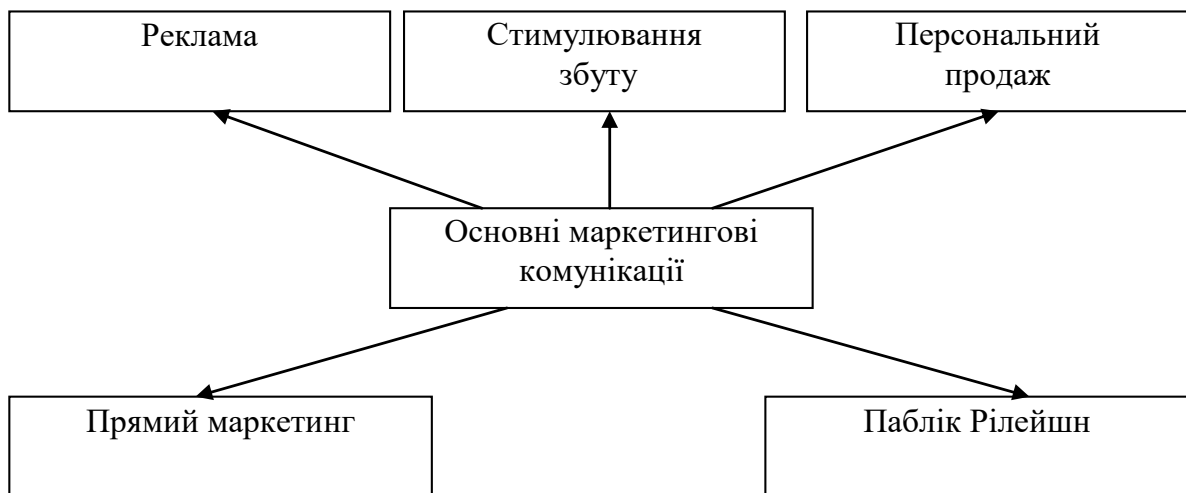 Реклама
Стимулювання
збуту
Персональний
продаж
Основні маркетингові
комунікації
Прямий маркетинг
Паблік Рілейшн